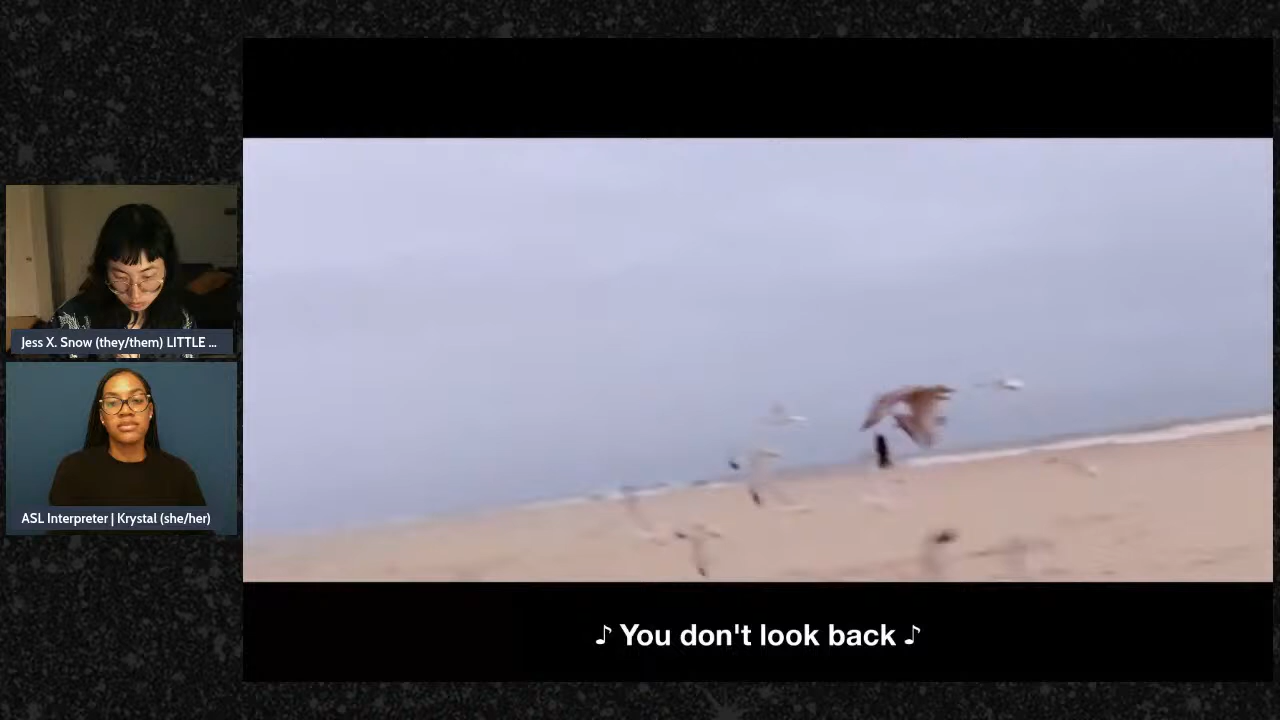 Jess X. Snow (they/them) LITTLE ...
ASL Interpreter | Krystal (she/her)
♪ You don't look back ♪